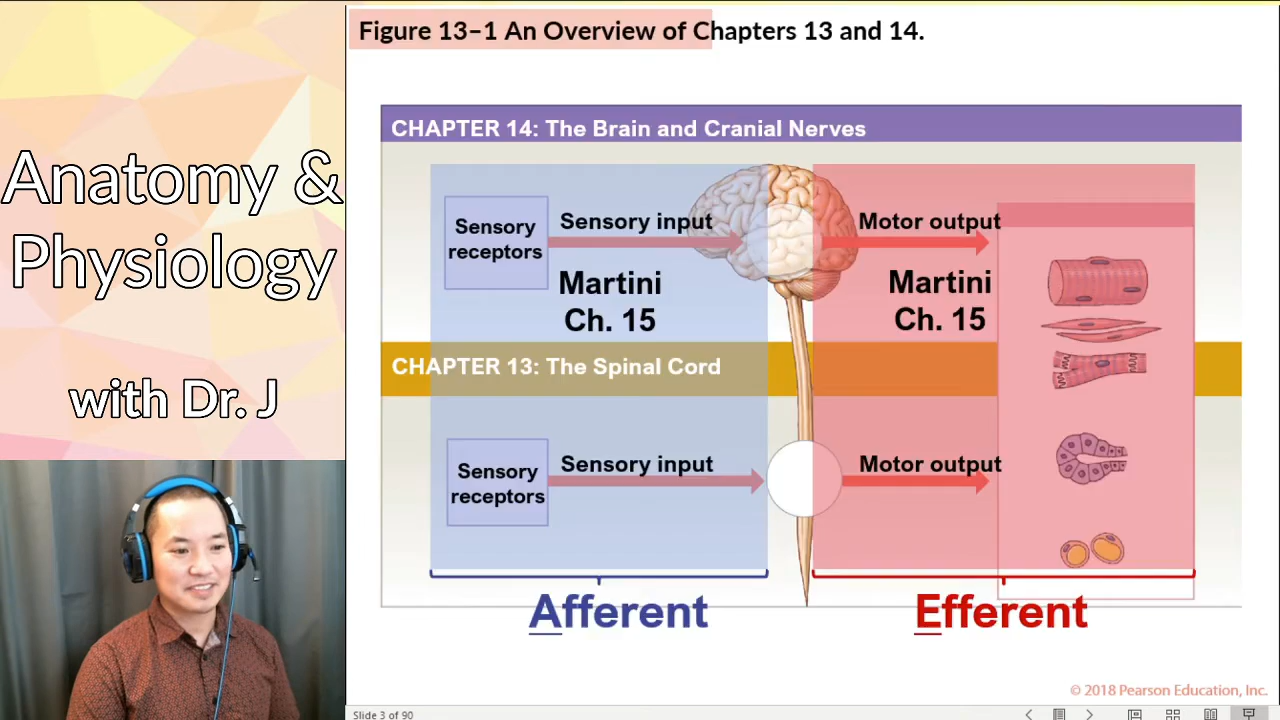 Anatomy &
Physiology
with Dr. J
Figure 13–1 An Overview of Chapters 13 and 14.
CHAPTER 14: The Brain and Cranial Nerves
Sensory
receptors
Sensory input
Motor output
Martini
Ch. 15
Martini
Ch. 15
CHAPTER 13: The Spinal Cord
Sensory
receptors
Sensory input
Motor output
Afferent
Efferent
© 2018 Pearson Education, Inc.
Slide 3 of 90